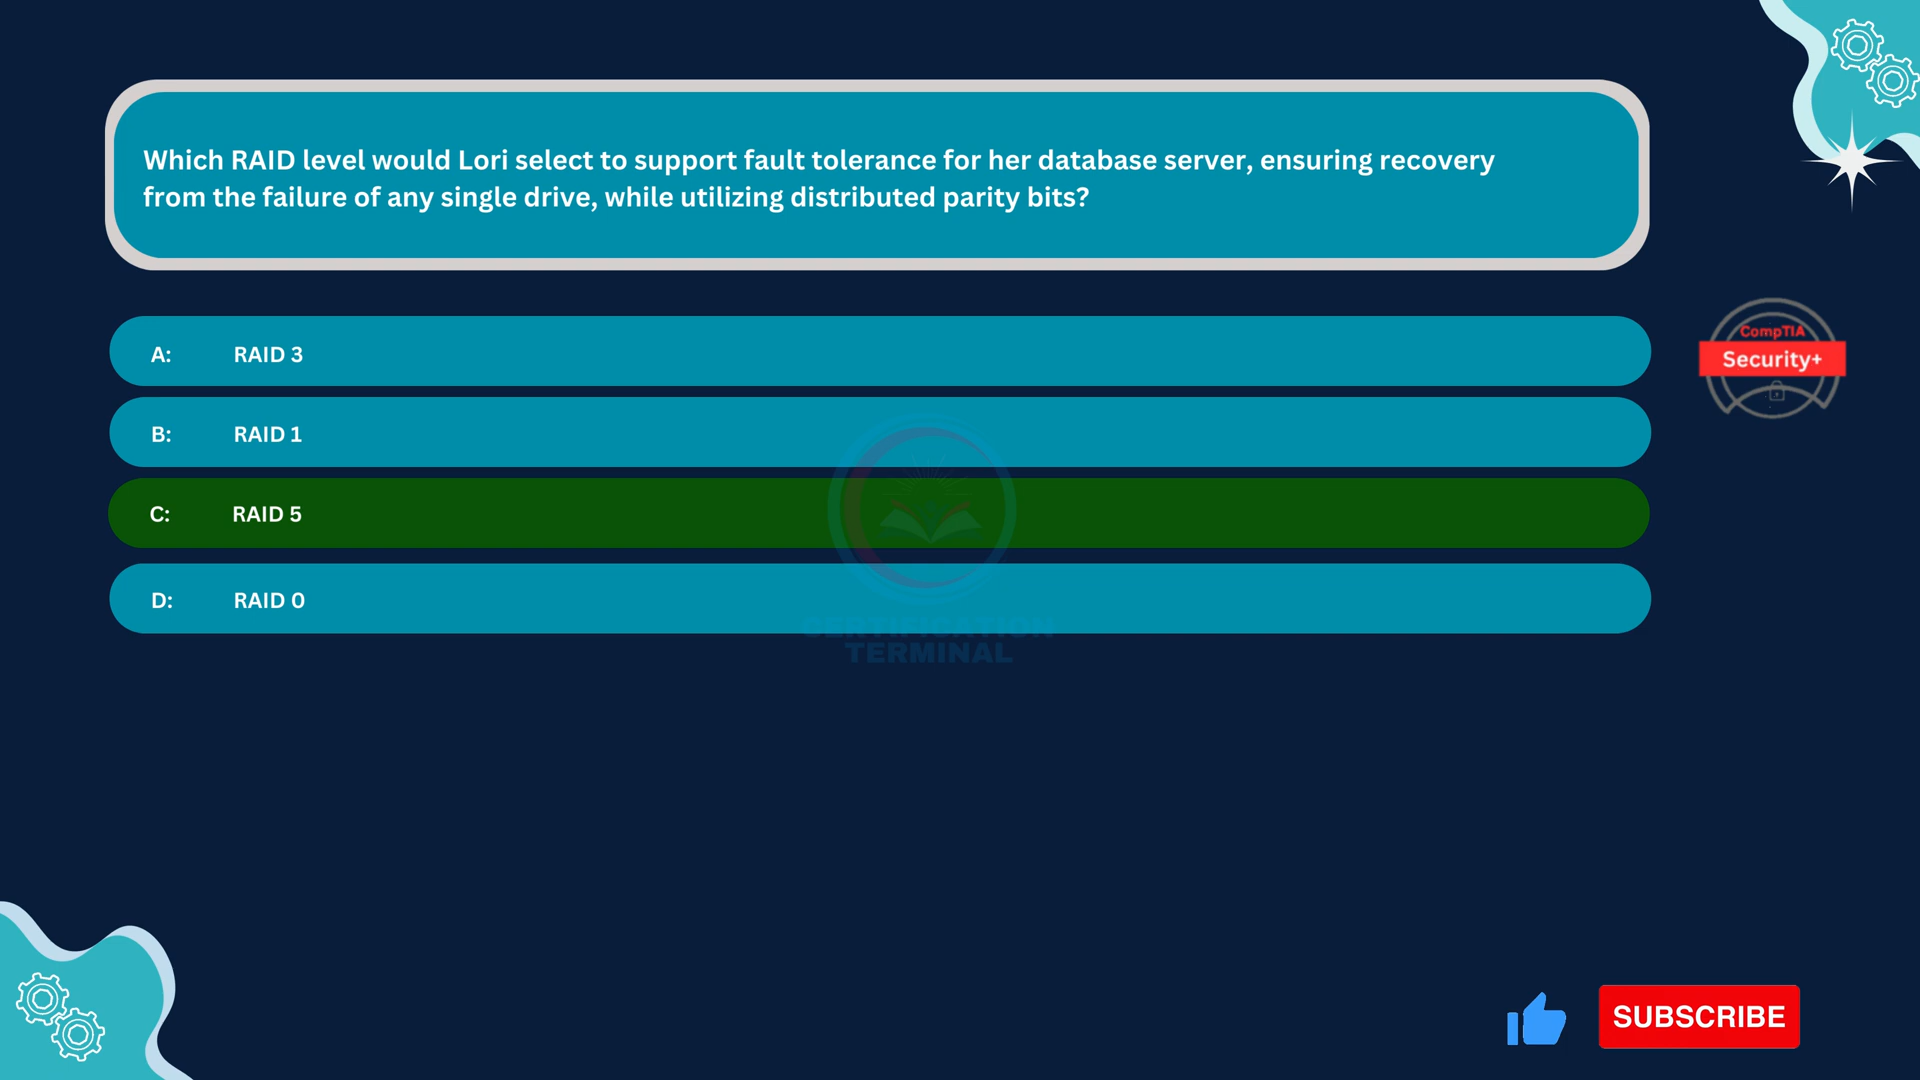 Which RAID level would Lori select to support fault tolerance for her database server, ensuring recovery
from the failure of any single drive, while utilizing distributed parity bits?
A: RAID 3
B: RAID 1
C: RAID 5
D: RAID 0
CompTIA
Security+
CERTIFICATION
TERMINAL
SUBSCRIBE